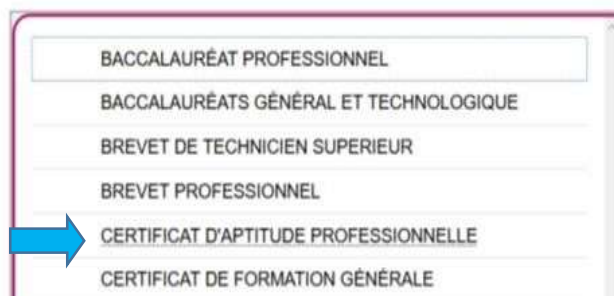 BACCALAURÉAT PROFESSIONNEL
BACCALAURÉATS GÉNÉRAL ET TECHNOLOGIQUE
BREVET DE TECHNICIEN SUPERIEUR
BREVET PROFESSIONNEL
CERTIFICAT D'APTITUDE PROFESSIONNELLE
CERTIFICAT DE FORMATION GÉNÉRALE